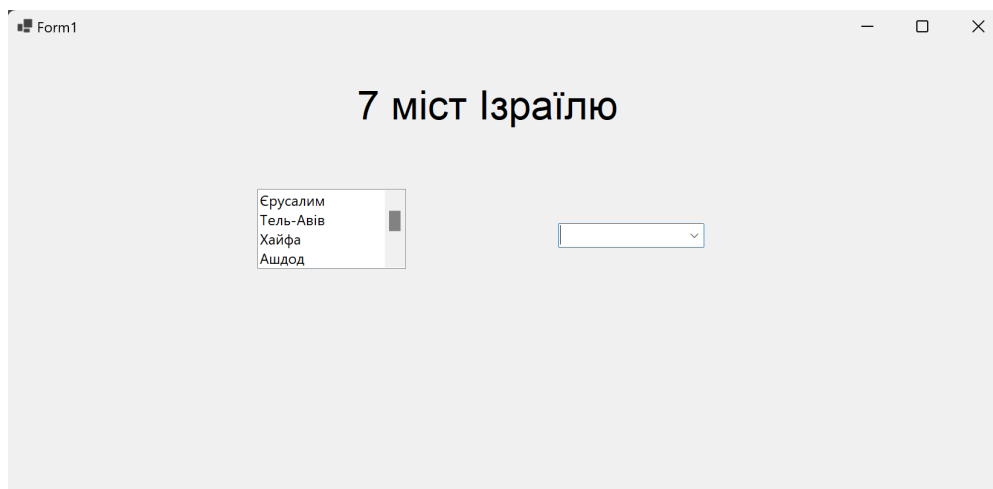 Form1
7 міст Ізраїлю
Єрусалим
Тель-Авів
Хайфа
Ашдод